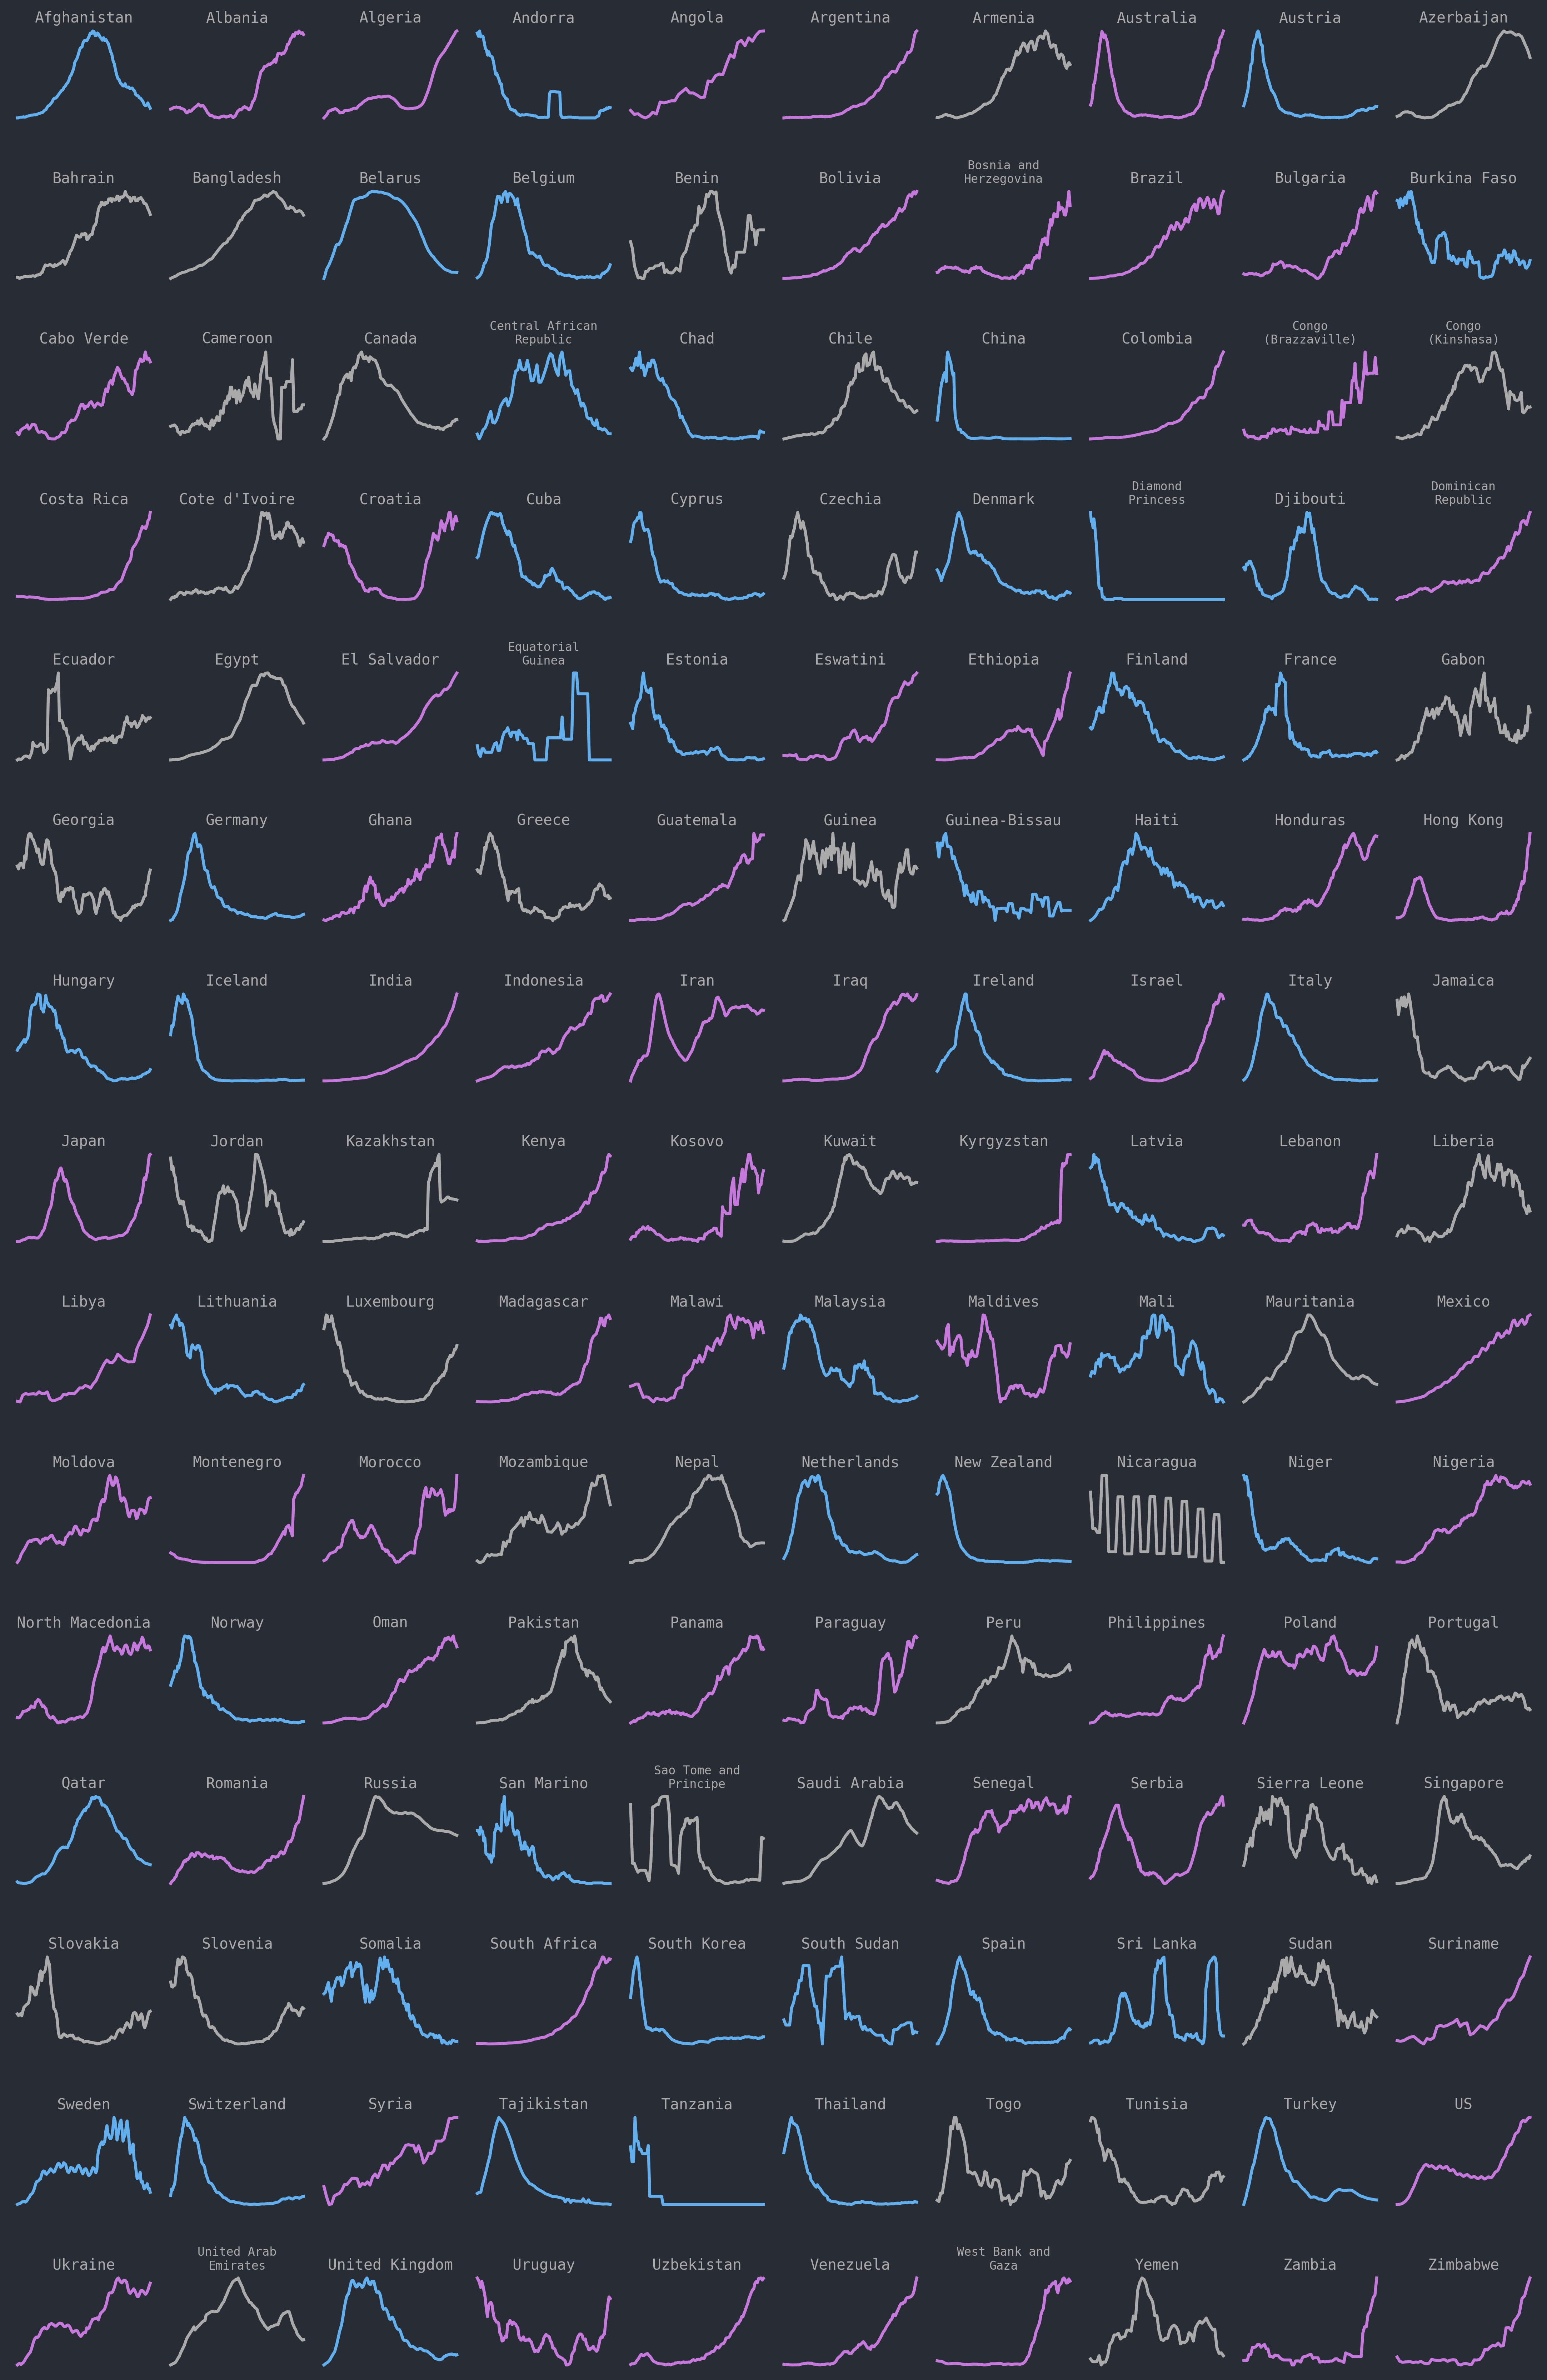 Afghanistan
Albania
Algeria
Andorra
Angola
Argentina
Armenia
Australia
Austria
Azerbaijan
Bahrain
Bangladesh
Belarus
Belgium
Benin
Bolivia
Bosnia and
Herzegovina
Brazil
Bulgaria
Burkina Faso
Cabo Verde
Cameroon
Canada
Central African
Republic
Chad
Chile
China
Colombia
Congo
(Brazzaville)
Congo
(Kinshasa)
Costa Rica
Cote d'Ivoire
Croatia
Cuba
Cyprus
Czechia
Denmark
Diamond
Princess
Djibouti
Dominican
Republic
Ecuador
Egypt
El Salvador
Equatorial
Guinea
Estonia
Eswatini
Ethiopia
Finland
France
Gabon
Georgia
Germany
Ghana
Greece
Guatemala
Guinea
Guinea-Bissau
Haiti
Honduras
Hong Kong
Hungary
Iceland
India
Indonesia
Iran
Iraq
Ireland
Israel
Italy
Jamaica
Japan
Jordan
Kazakhstan
Kenya
Kosovo
Kuwait
Kyrgyzstan
Latvia
Lebanon
Liberia
Libya
Lithuania
Luxembourg
Madagascar
Malawi
Malaysia
Maldives
Mali
Mauritania
Mexico
Moldova
Montenegro
Morocco
Mozambique
Nepal
Netherlands
New Zealand
Nicaragua
Niger
Nigeria
North Macedonia
Norway
Oman
Pakistan
Panama
Paraguay
Peru
Philippines
Poland
Portugal
Qatar
Romania
Russia
San Marino
Sao Tome and
Principe
Saudi Arabia
Senegal
Serbia
Sierra Leone
Singapore
Slovakia
Slovenia
Somalia
South Africa
South Korea
South Sudan
Spain
Sri Lanka
Sudan
Suriname
Sweden
Switzerland
Syria
Tajikistan
Tanzania
Thailand
Togo
Tunisia
Turkey
US
Ukraine
United Arab
Emirates
United Kingdom
Uruguay
Uzbekistan
Venezuela
West Bank and
Gaza
Yemen
Zambia
Zimbabwe